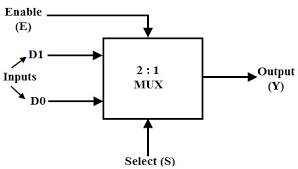 Enable
(E)
D1
Inputs
D0
2 : 1
MUX
Output
(Y)
Select (S)